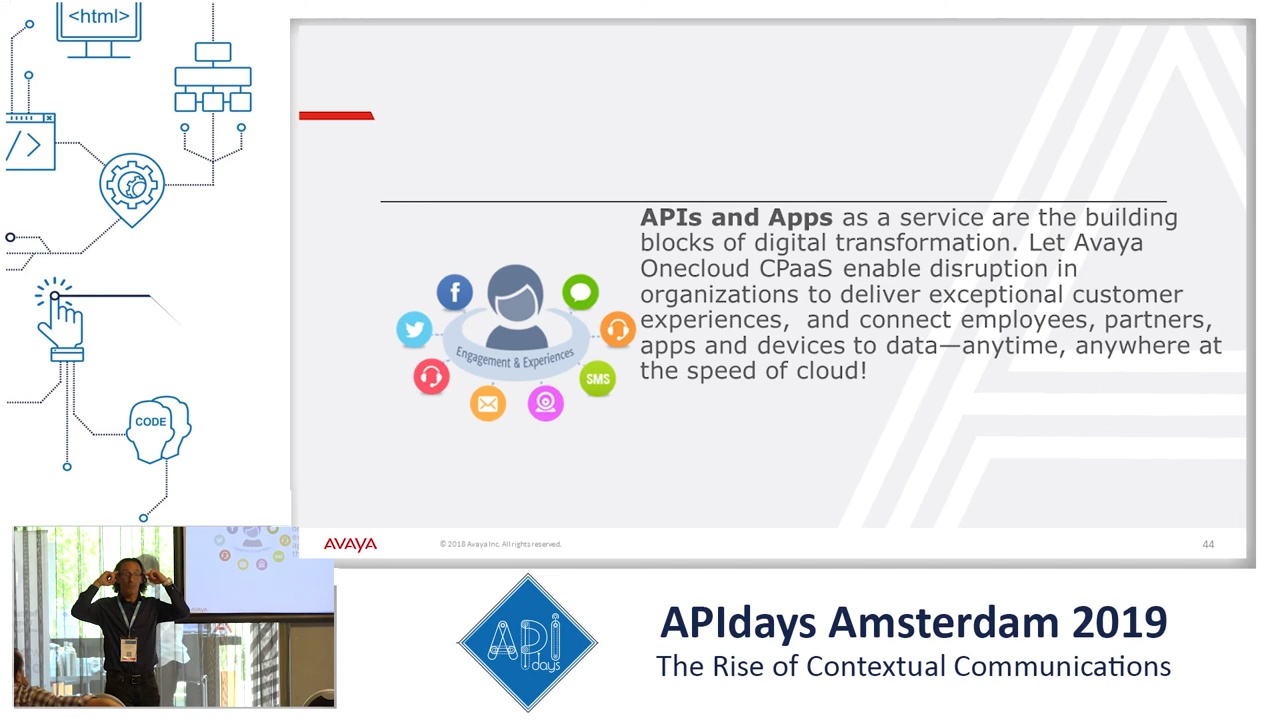 <html>
</>
CODE
APIs and Apps as a service are the building
blocks of digital transformation. Let Avaya
Onecloud CPaaS enable disruption in
organizations to deliver exceptional customer
experiences,  and connect employees, partners,
apps and devices to data—anytime, anywhere at
the speed of cloud!
Engagement & Experiences
SMS
AVAYA
© 2018 Avaya Inc. All rights reserved.
44
AVAYA
API
days
APIdays Amsterdam 2019
The Rise of Contextual Communications